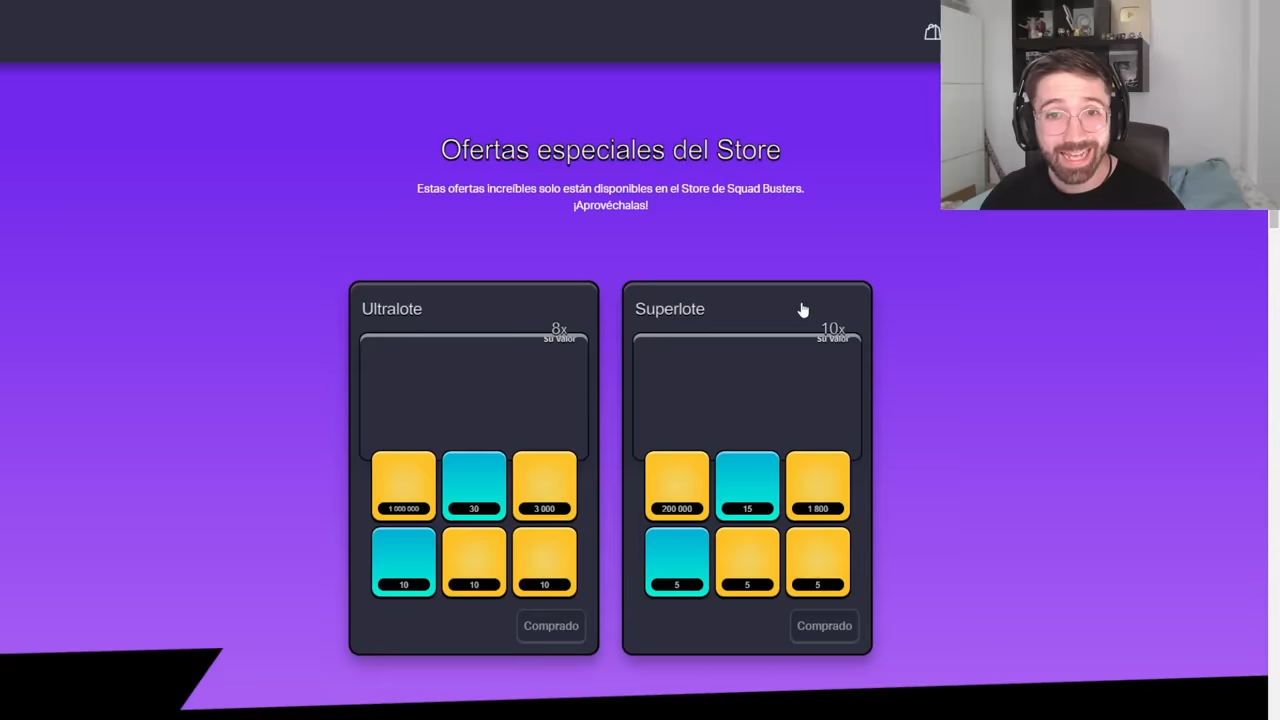 Ofertas especiales del Store
Estas ofertas increíbles solo están disponibles en el Store de Squad Busters.
¡Aprovéchalas!
Ultralote
8x
Su valor
1 000 000
30
3 000
10
10
10
Comprado
Superlote
10x
Su valor
200 000
15
1 800
5
5
5
Comprado